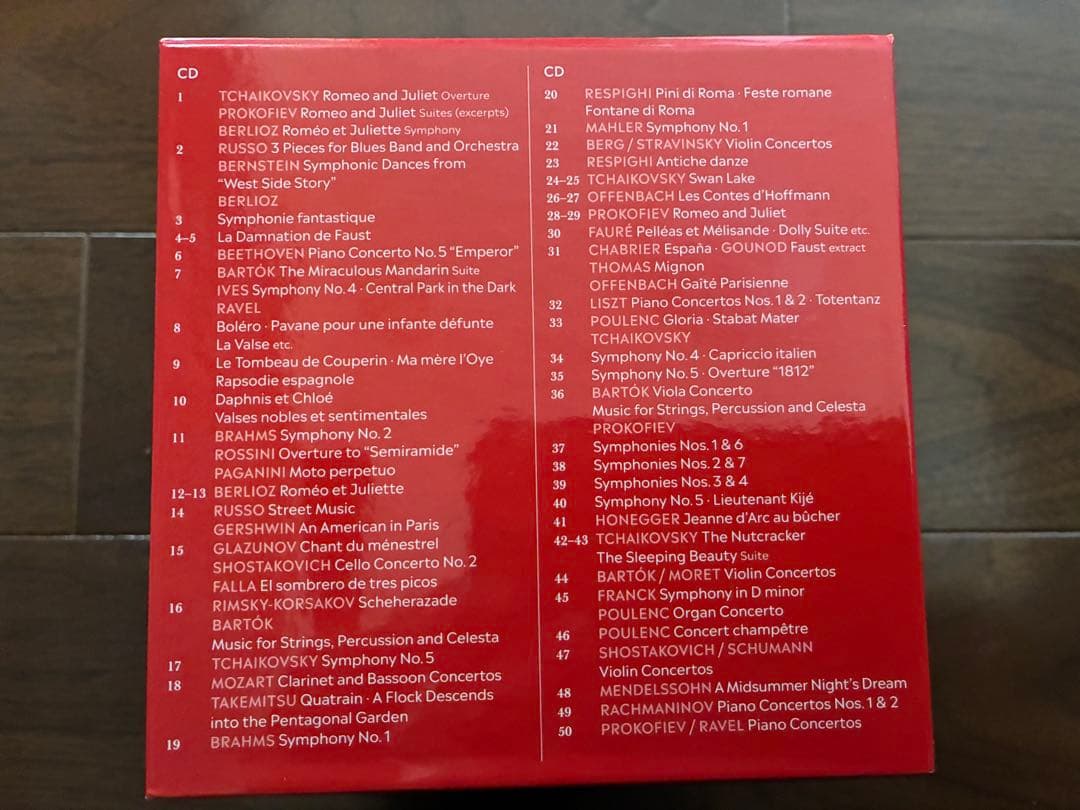 CD
1 TCHAIKOVSKY Romeo and Juliet Overture
PROKOFIEV Romeo and Juliet Suites (excerpts)
BERLIOZ Roméo et Juliette Symphony
2 RUSSO 3 Pieces for Blues Band and Orchestra
BERNSTEIN Symphonic Dances from
“West Side Story”
BERLIOZ
3 Symphonie fantastique
4–5 La Damnation de Faust
6 BEETHOVEN Piano Concerto No. 5 “Emperor”
7 BARTÓK The Miraculous Mandarin Suite
IVES Symphony No. 4 · Central Park in the Dark
RAVEL
8 Boléro · Pavane pour une infante défunte
La Valse etc.
9 Le Tombeau de Couperin · Ma mère l’Oye
Rapsodie espagnole
10 Daphnis et Chloé
Valses nobles et sentimentales
11 BRAHMS Symphony No. 2
ROSSINI Overture to “Semiramide”
PAGANINI Moto perpetuo
12–13 BERLIOZ Roméo et Juliette
14 RUSSO Street Music
GERSHWIN An American in Paris
15 GLAZUNOV Chant du ménestrel
SHOSTAKOVICH Cello Concerto No. 2
FALLA El sombrero de tres picos
16 RIMSKY-KORSAKOV Scheherazade
BARTÓK
Music for Strings, Percussion and Celesta
17 TCHAIKOVSKY Symphony No. 5
18 MOZART Clarinet and Bassoon Concertos
TAKEMITSU Quatrain · A Flock Descends
into the Pentagonal Garden
19 BRAHMS Symphony No. 1
CD
20 RESPIGHI Pini di Roma · Feste romane
Fontane di Roma
21 MAHLER Symphony No. 1
22 BERG / STRAVINSKY Violin Concertos
23 RESPIGHI Antiche danze
24–25 TCHAIKOVSKY Swan Lake
26–27 OFFENBACH Les Contes d’Hoffmann
28–29 PROKOFIEV Romeo and Juliet
30 FAURÉ Pelléas et Mélisande · Dolly Suite etc.
31 CHABRIER España · GOUNOD Faust extract
THOMAS Mignon
OFFENBACH Gaîté Parisienne
32 LISZT Piano Concertos Nos. 1 & 2 · Totentanz
33 POULENC Gloria · Stabat Mater
TCHAIKOVSKY
34 Symphony No. 4 · Capriccio italien
35 Symphony No. 5 · Overture “1812”
36 BARTÓK Viola Concerto
Music for Strings, Percussion and Celesta
PROKOFIEV
37 Symphonies Nos. 1 & 6
38 Symphonies Nos. 2 & 7
39 Symphonies Nos. 3 & 4
40 Symphony No. 5 · Lieutenant Kijé
41 HONEGGER Jeanne d’Arc au bûcher
42–43 TCHAIKOVSKY The Nutcracker
The Sleeping Beauty Suite
44 BARTÓK / MORET Violin Concertos
45 FRANCK Symphony in D minor
POULENC Organ Concerto
46 POULENC Concert champêtre
47 SHOSTAKOVICH / SCHUMANN
Violin Concertos
48 MENDELSSOHN A Midsummer Night’s Dream
49 RACHMANINOV Piano Concertos Nos. 1 & 2
50 PROKOFIEV / RAVEL Piano Concertos